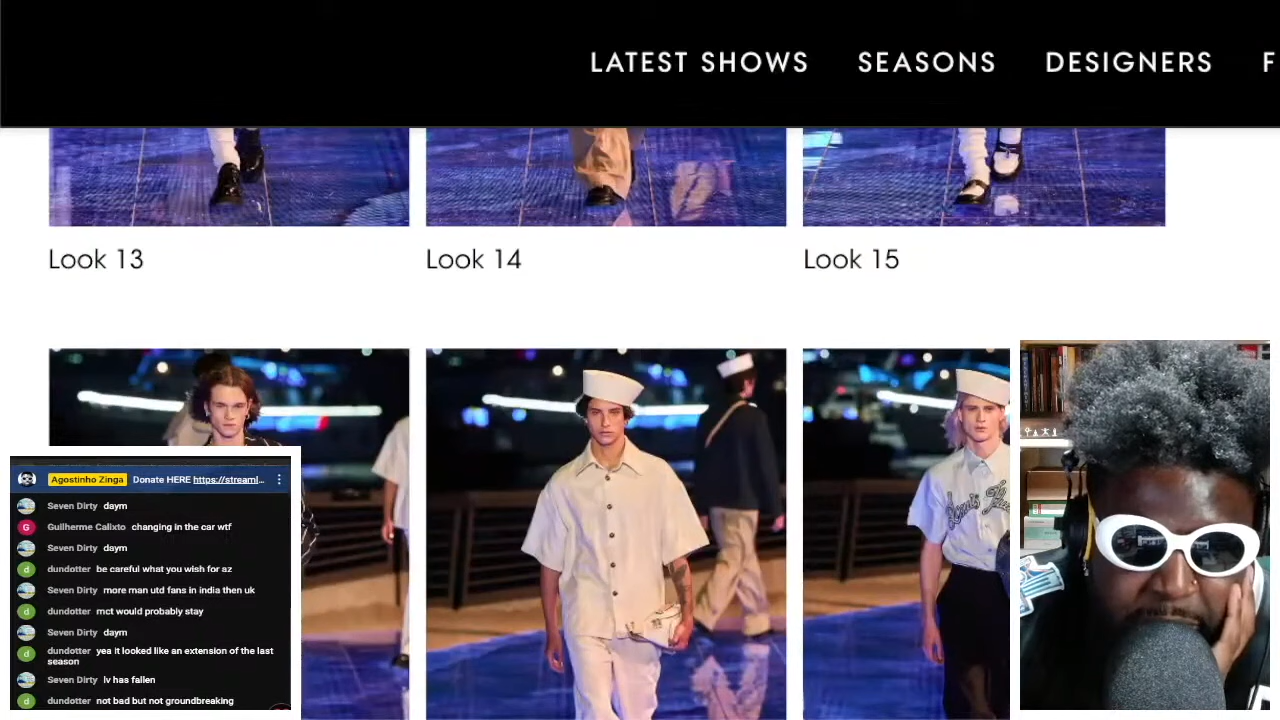 LATEST SHOWS SEASONS DESIGNERS F
Look 13 Look 14 Look 15
Agostinho Zinga Donate HERE https://streaml...
Seven Dirty daym
G Guilherme Calixto changing in the car wtf
Seven Dirty daym
d dundotter be careful what you wish for az
Seven Dirty more man utd fans in india then uk
d dundotter mct would probably stay
Seven Dirty daym
d dundotter yea it looked like an extension of the last
season
Seven Dirty lv has fallen
d dundotter not bad but not groundbreaking